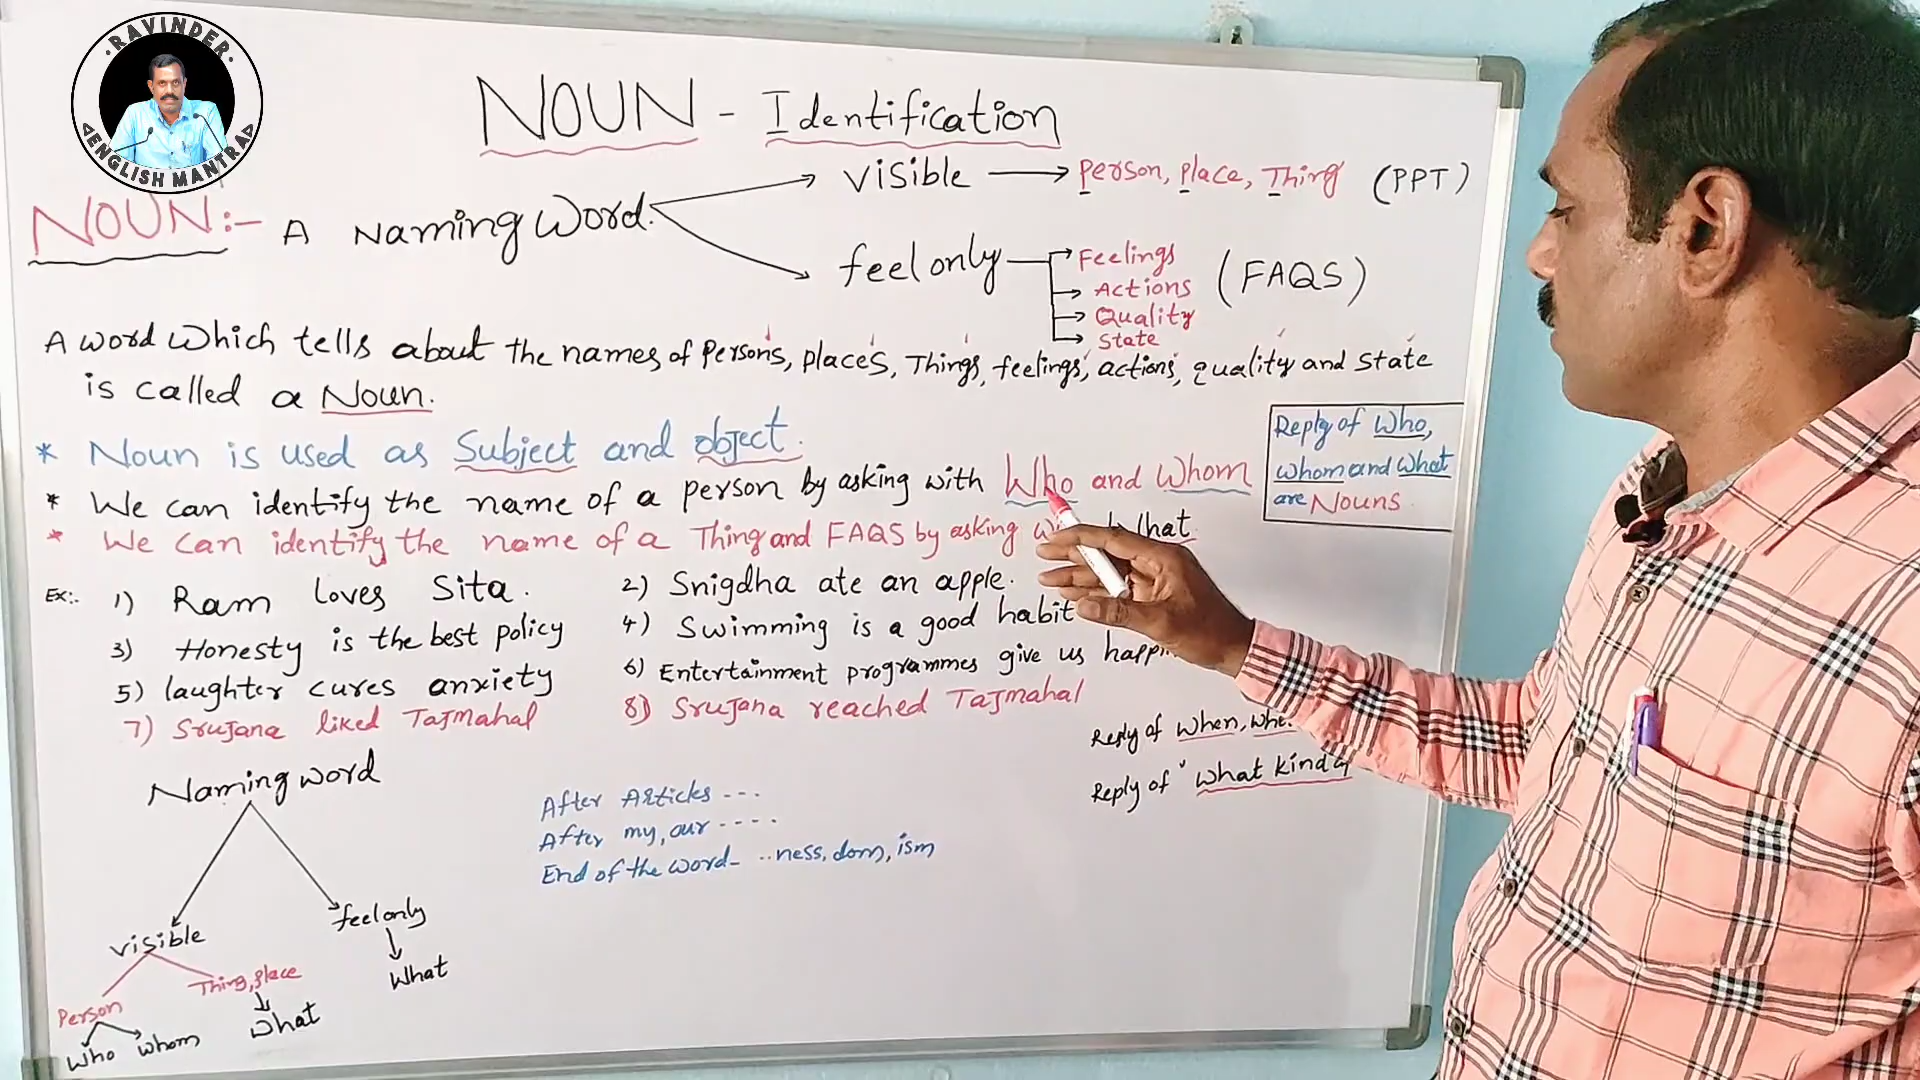 RAVINDER
ENGLISH MANTRA
NOUN - Identification
NOUN:- A Naming Word.
visible → Person, Place, Thing (PPT)
feel only
Feelings
Actions
Quality
State
(FAQS)
A word which tells about the names of Persons, places, Things, feelings, actions, quality and state
is called a Noun.
* Noun is used as Subject and object.
* We can identify the name of a person by asking with Who and Whom
* We can identify the name of a Thing and FAQS by asking
Reply of Who,
whom and what
are Nouns
Ex:. 1) Ram loves Sita. 2) Snigdha ate an apple.
3) Honesty is the best policy 4) Swimming is a good habit
5) laughter cures anxiety 6) Entertainment programmes give us
7) Srujana liked Tajmahal 8) Srujana reached Tajmahal
Reply of when,
Reply of "what kind
Naming word
After Articles ---
After my, our ----
End of the word- ..ness, dom, ism
visible
feel only
What
Person
Thing, place
Who whom
what